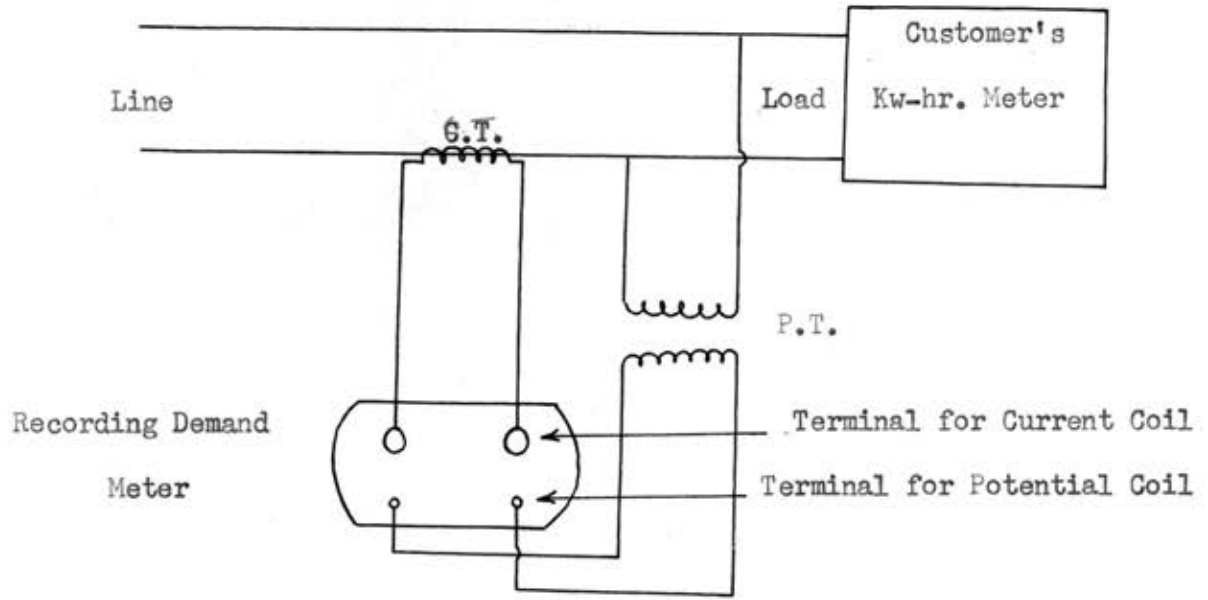 Customer's
Line
Load
Kw-hr. Meter
C.T.
P.T.
Recording Demand
Terminal for Current Coil
Meter
Terminal for Potential Coil